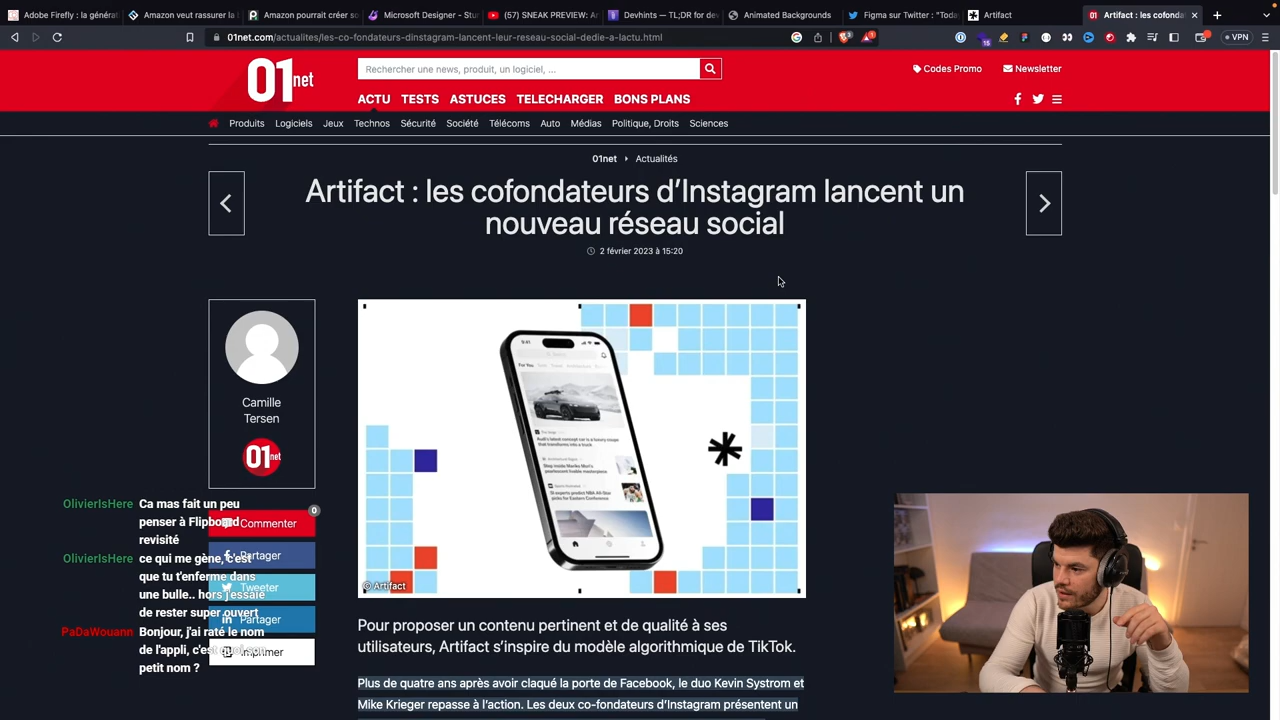 Adobe Firefly : la générat
Amazon veut rassurer la
Amazon pourrait créer so
Microsoft Designer - Stu
(57) SNEAK PREVIEW: A
Devhints — TL;DR for dev
Animated Backgrounds
Figma sur Twitter : "Toda
Artifact
Artifact : les cofonda
01net.com/actualites/les-co-fondateurs-dinstagram-lancent-leur-reseau-social-dedie-a-lactu.html
VPN
01net
Rechercher une news, produit, un logiciel, ...
Codes Promo
Newsletter
ACTU TESTS ASTUCES TELECHARGER BONS PLANS
Produits Logiciels Jeux Technos Sécurité Société Télécoms Auto Médias Politique, Droits Sciences
01net Actualités
Artifact : les cofondateurs d’Instagram lancent un
nouveau réseau social
2 février 2023 à 15:20
Camille
Tersen
01net
© Artifact
0
Commenter
Partager
Tweeter
Partager
Imprimer
OlivierIsHere Ca mas fait un peu
penser à Flipboard
revisité
OlivierIsHere ce qui me gène, c'est
que tu t'enferme dans
une bulle.. hors j'essaie
de rester super ouvert
PaDaWouann Bonjour, j'ai raté le nom
de l'appli, c'est quoi son
petit nom ?
Pour proposer un contenu pertinent et de qualité à ses
utilisateurs, Artifact s’inspire du modèle algorithmique de TikTok.
Plus de quatre ans après avoir claqué la porte de Facebook, le duo Kevin Systrom et
Mike Krieger repasse à l’action. Les deux co-fondateurs d’Instagram présentent un